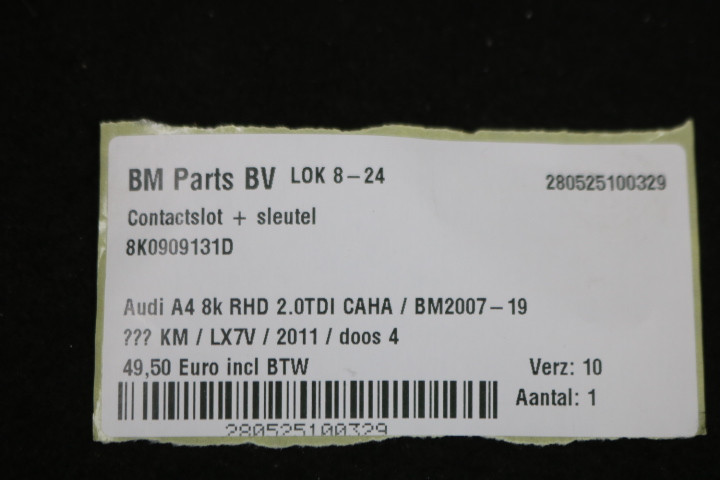 BM Parts BV LOK 8-24 280525100329
Contactslot + sleutel
8K0909131D
Audi A4 8k RHD 2.0TDI CAHA / BM2007-19
??? KM / LX7V / 2011 / doos 4
49,50 Euro incl BTW Verz: 10
Aantal: 1
280525100329